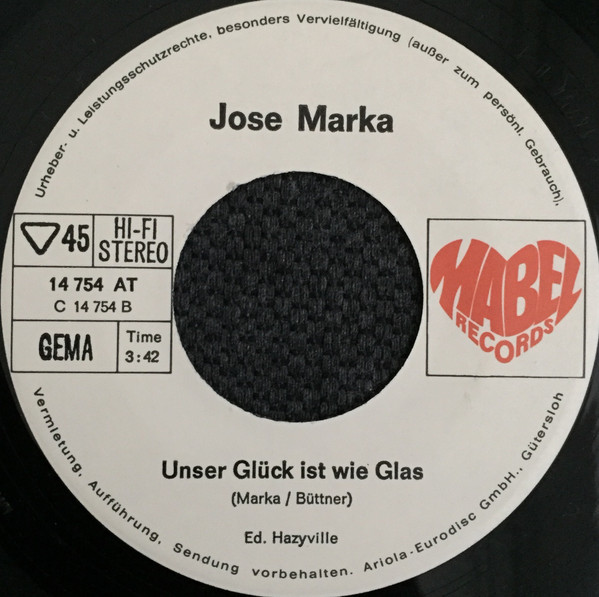 Urheber- u. Leistungsschutzrechte, besonders Vervielfältigung (außer zum persönl. Gebrauch),
Jose Marka
45
HI-FI
STEREO
14 754 AT
C 14 754 B
GEMA
Time
3:42
MABEL
RECORDS
Unser Glück ist wie Glas
(Marka / Büttner)
Ed. Hazyville
Vermietung, Aufführung, Sendung vorbehalten. Ariola-Eurodisc GmbH., Gütersloh